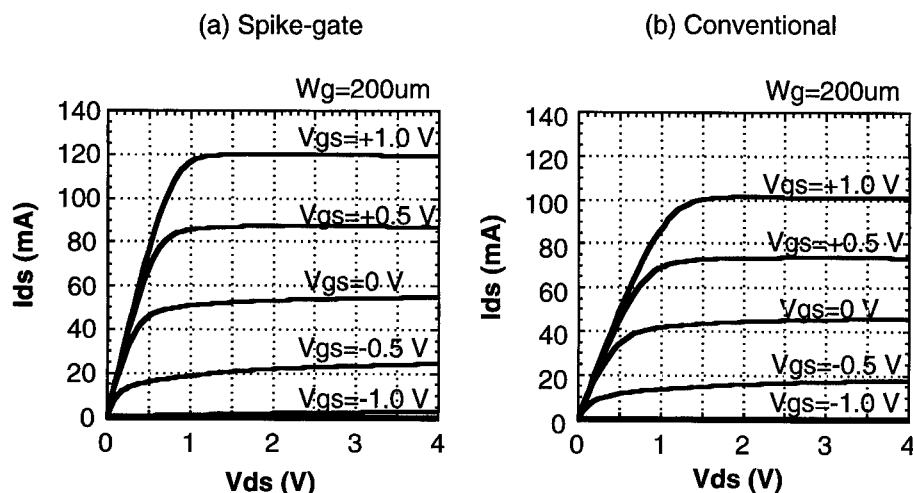 (a) Spike-gate
Wg=200um
140
120
100
80
60
40
20
0
Ids (mA)
Vgs=+1.0 V
Vgs=+0.5 V
Vgs=0 V
Vgs=-0.5 V
Vgs=-1.0 V
0
1
2
3
4
Vds (V)
(b) Conventional
Wg=200um
140
120
100
80
60
40
20
0
Ids (mA)
Vgs=+1.0 V
Vgs=+0.5 V
Vgs=0 V
Vgs=-0.5 V
Vgs=-1.0 V
0
1
2
3
4
Vds (V)